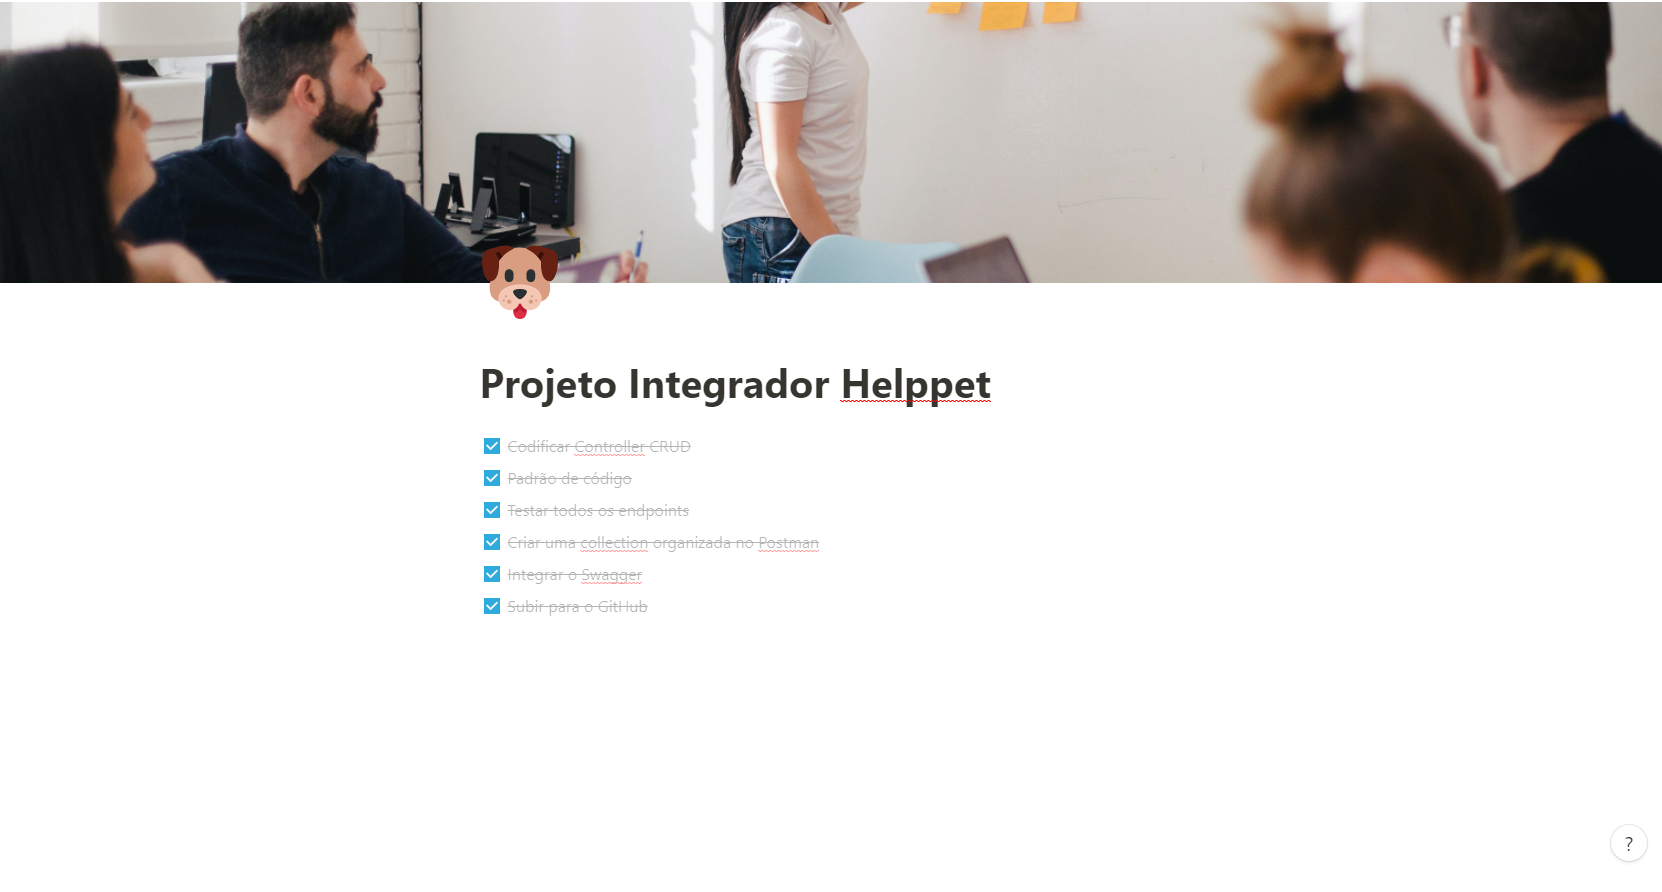 Projeto Integrador Helppet
Codificar Controller CRUD
Padrão de código
Testar todos os endpoints
Criar uma collection organizada no Postman
Integrar o Swagger
Subir para o GitHub
?